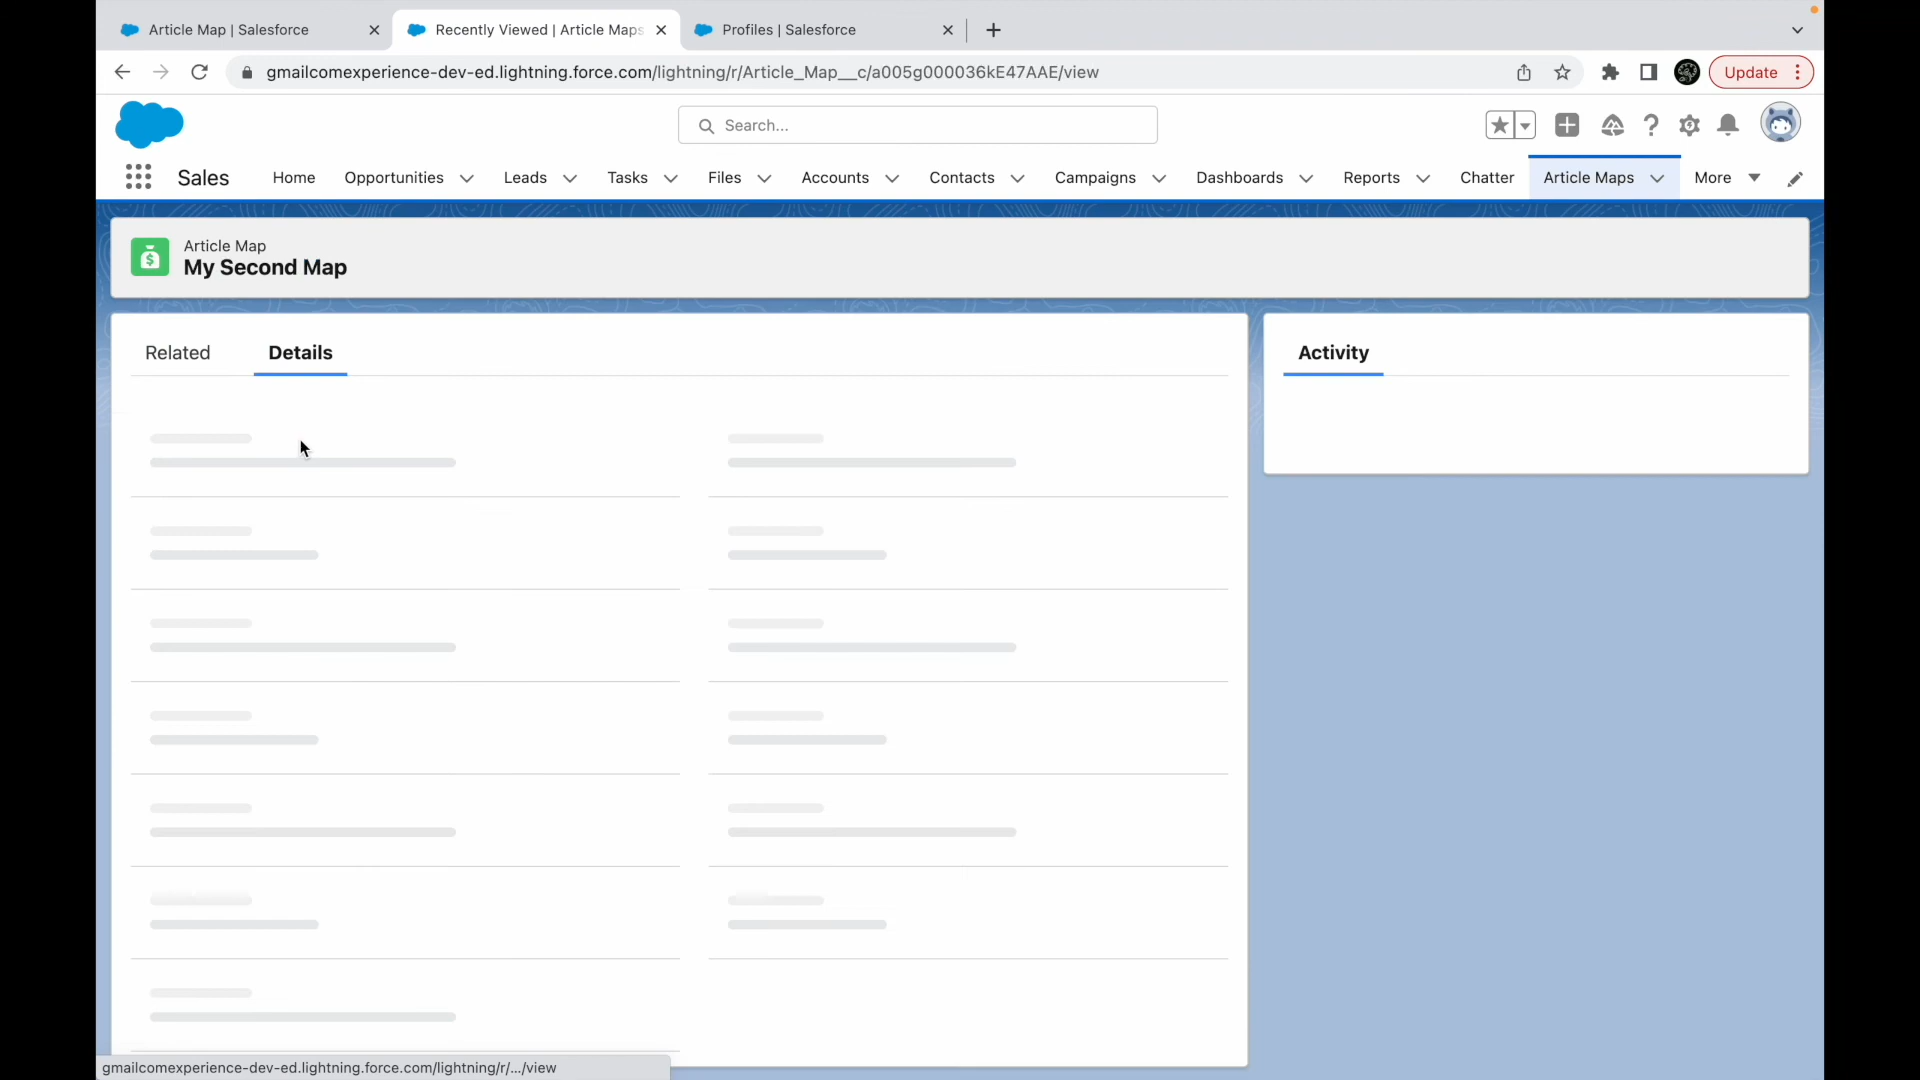 Article Map | Salesforce
Recently Viewed | Article Maps
Profiles | Salesforce
gmailcomexperience-dev-ed.lightning.force.com/lightning/r/Article_Map__c/a005g000036kE47AAE/view
Update
Search...
Sales
Home
Opportunities
Leads
Tasks
Files
Accounts
Contacts
Campaigns
Dashboards
Reports
Chatter
Article Maps
More
Article Map
My Second Map
Related
Details
Activity
gmailcomexperience-dev-ed.lightning.force.com/lightning/r/.../view